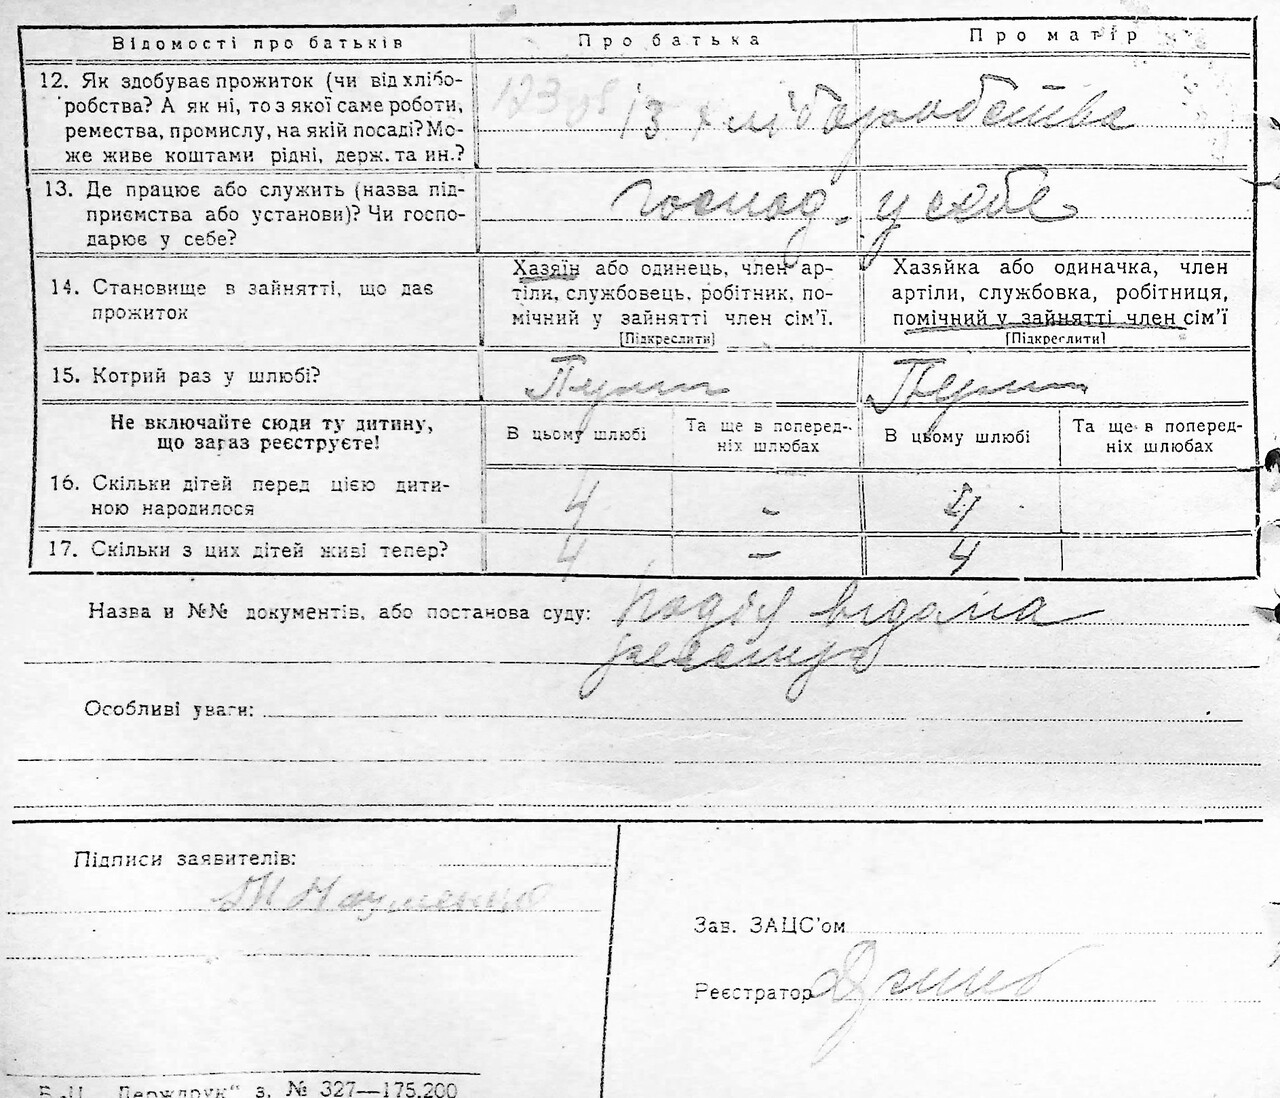 Відомості про батьків Про батька Про матір
12. Як здобуває прожиток (чи від хлібо-
робства? А як ні, то з якої саме роботи,
ремества, промислу, на якій посаді? Мо-
же живе коштами рідні, держ. та ин.?
із хліборобства
13. Де працює або служить (назва під-
приємства або установи)? Чи госпо-
дарює у себе?
господ. у себе
14. Становище в зайнятті, що дає
прожиток
Хазяїн або одинець, член ар-
тіли, службовець, робітник, по-
мічний у зайнятті член сім'ї.
[Підкреслити]
Хазяйка або одиначка, член
артіли, службовка, робітниця,
помічний у зайнятті член сім'ї
[Підкреслити]
15. Котрий раз у шлюбі?
Не включайте сюди ту дитину,
що зараз реєструєте!
В цьому шлюбі
Та ще в поперед-
ніх шлюбах
В цьому шлюбі
Та ще в поперед-
ніх шлюбах
16. Скільки дітей перед цією дити-
ною народилося
4 - 4
17. Скільки з цих дітей живі тепер?
4 - 4
Назва и №№ документів, або постанова суду:
Особливі уваги:
Підписи заявителів:
Науменко
Зав. ЗАЦС'ом
Реєстратор
Держдрук" з. № 327—175.200